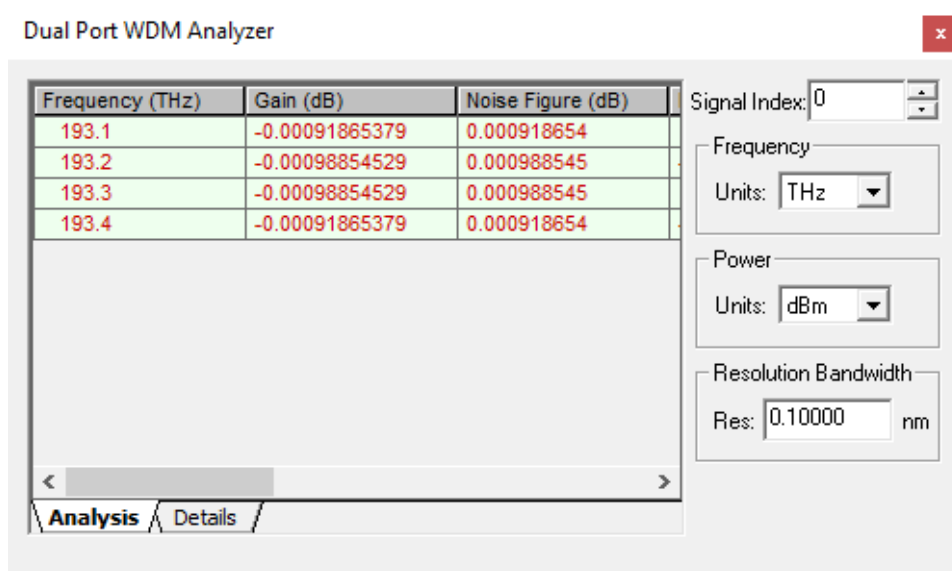 Dual Port WDM Analyzer
x
Frequency (THz) Gain (dB) Noise Figure (dB)
193.1 -0.00091865379 0.000918654
193.2 -0.00098854529 0.000988545
193.3 -0.00098854529 0.000988545
193.4 -0.00091865379 0.000918654
Analysis Details
Signal Index: 0
Frequency
Units: THz
Power
Units: dBm
Resolution Bandwidth
Res: 0.10000 nm